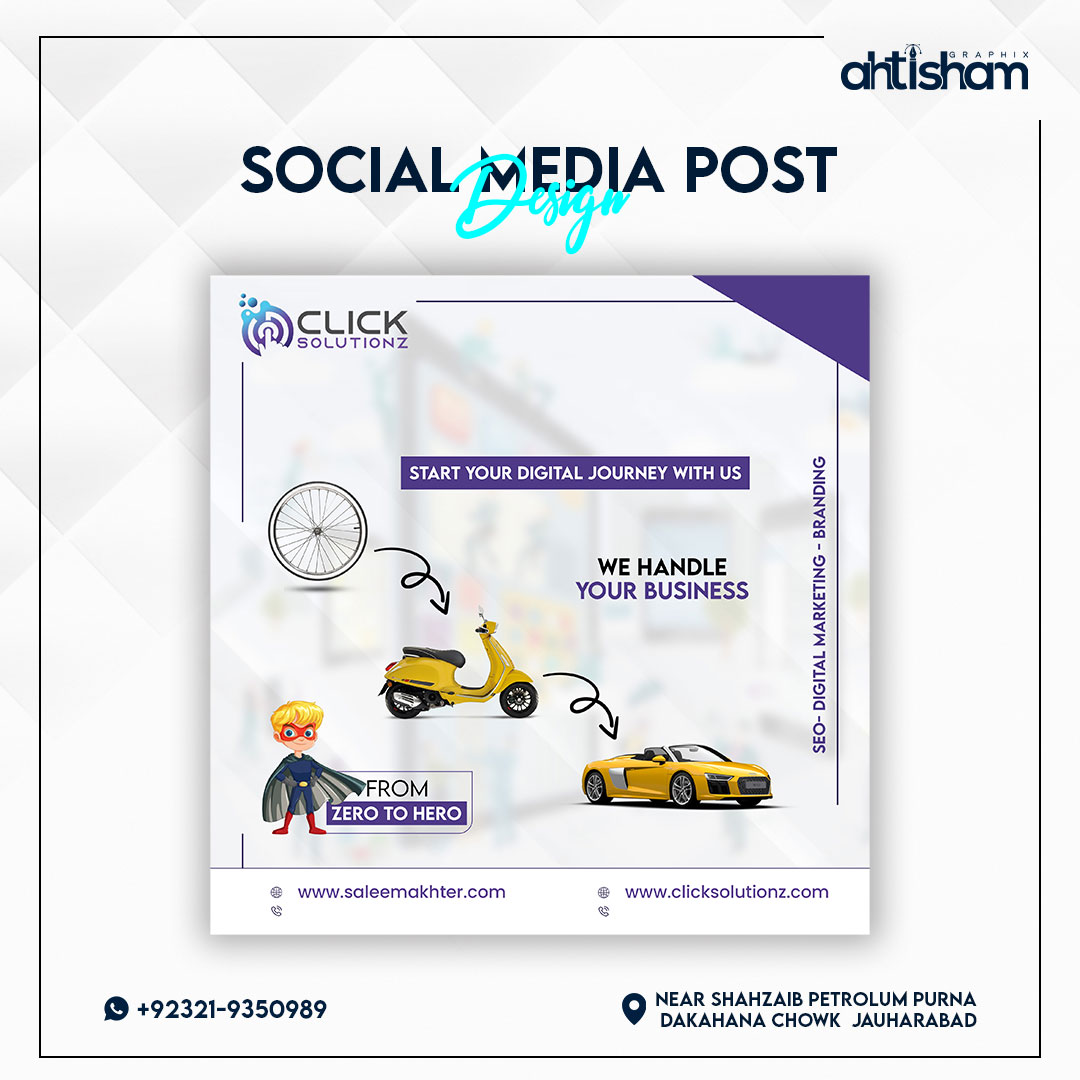 GRAPHIX
ahtisham
SOCIAL MEDIA POST
Design
CLICK
SOLUTIONZ
START YOUR DIGITAL JOURNEY WITH US
WE HANDLE
YOUR BUSINESS
SEO- DIGITAL MARKETING - BRANDING
FROM
ZERO TO HERO
www.saleemakhter.com
www.clicksolutionz.com
+92321-9350989
NEAR SHAHZAIB PETROLUM PURNA
DAKAHANA CHOWK JAUHARABAD